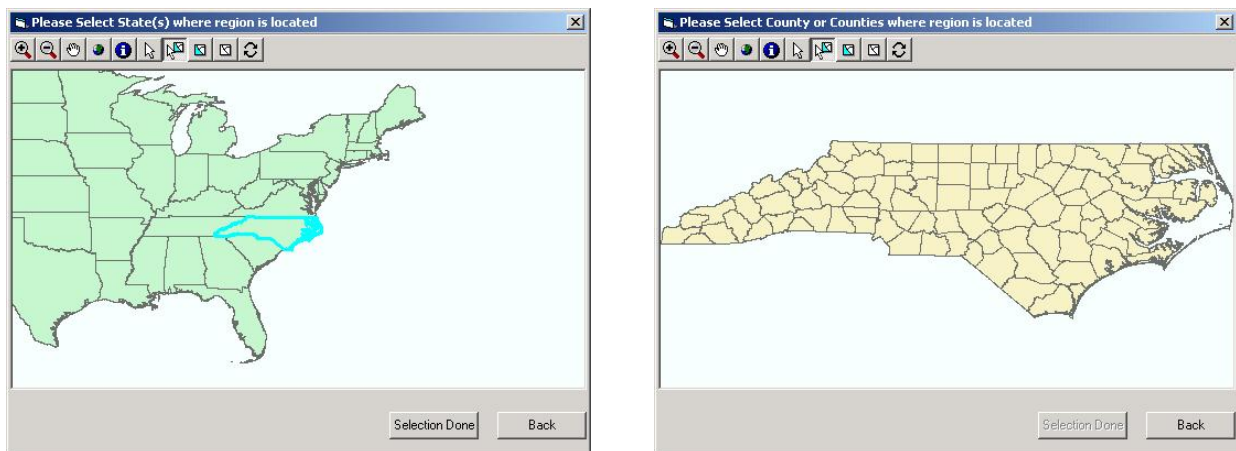 Please Select State(s) where region is located
Selection Done
Back
Please Select County or Counties where region is located
Selection Done
Back